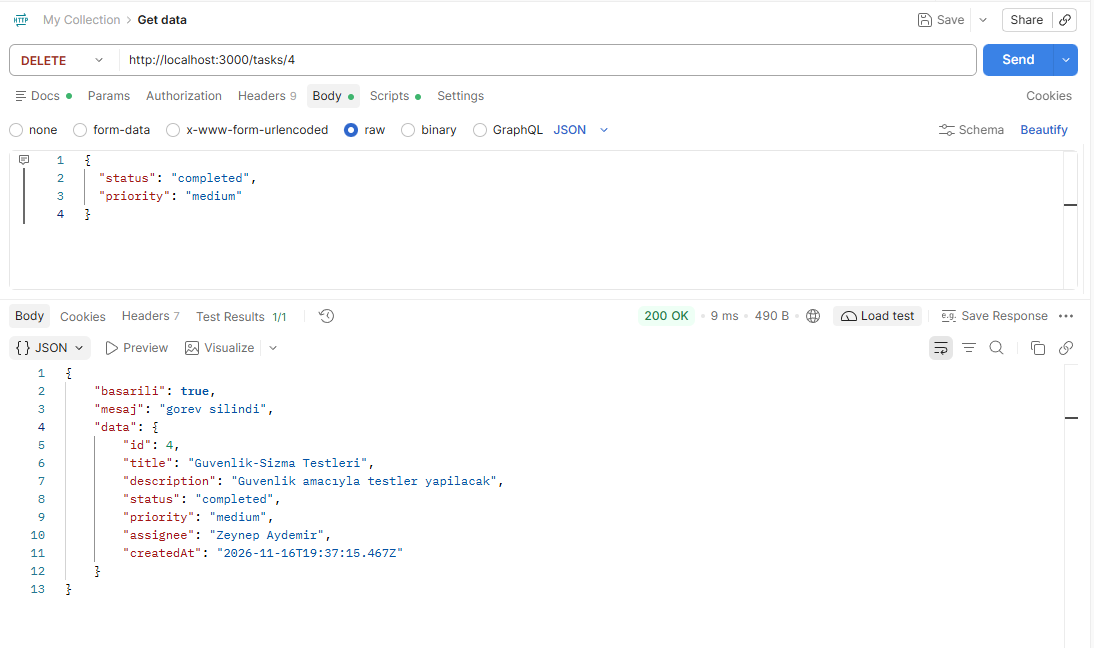 HTTP My Collection > Get data Save Share
DELETE http://localhost:3000/tasks/4 Send
Docs Params Authorization Headers 9 Body Scripts Settings Cookies
none form-data x-www-form-urlencoded raw binary GraphQL JSON Schema Beautify
1 {
2 "status": "completed",
3 "priority": "medium"
4 }
Body Cookies Headers 7 Test Results 1/1 200 OK • 9 ms • 490 B • Load test e.g. Save Response
{} JSON Preview Visualize
1 {
2 "basarili": true,
3 "mesaj": "gorev silindi",
4 "data": {
5 "id": 4,
6 "title": "Guvenlik-Sizma Testleri",
7 "description": "Guvenlik amacıyla testler yapilacak",
8 "status": "completed",
9 "priority": "medium",
10 "assignee": "Zeynep Aydemir",
11 "createdAt": "2026-11-16T19:37:15.467Z"
12 }
13 }